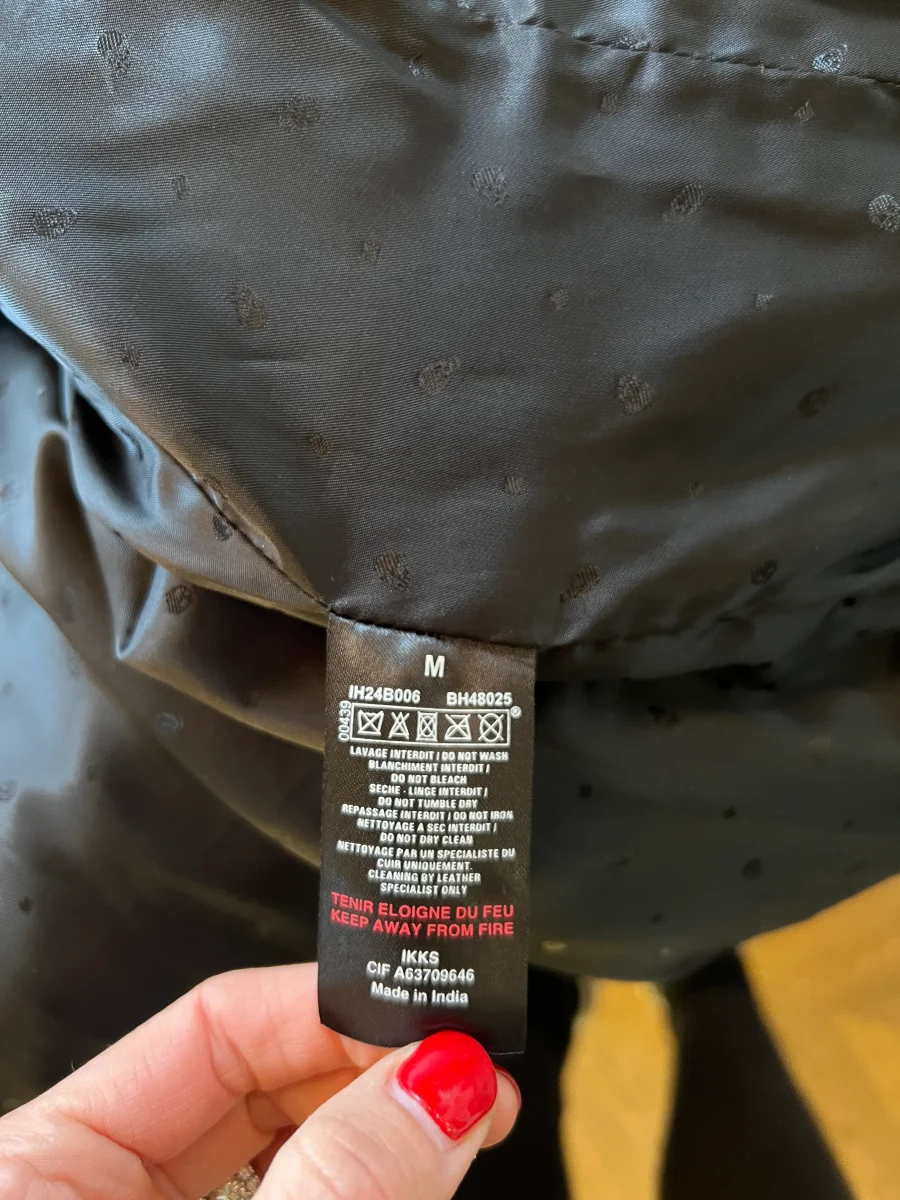 M
IH24B006 BH48025
00439
®
LAVAGE INTERDIT / DO NOT WASH
BLANCHIMENT INTERDIT /
DO NOT BLEACH
SECHE - LINGE INTERDIT /
DO NOT TUMBLE DRY
REPASSAGE INTERDIT / DO NOT IRON
NETTOYAGE A SEC INTERDIT /
DO NOT DRY CLEAN
NETTOYAGE PAR UN SPECIALISTE DU
CUIR UNIQUEMENT.
CLEANING BY LEATHER
SPECIALIST ONLY
TENIR ELOIGNE DU FEU
KEEP AWAY FROM FIRE
IKKS
CIF A63709646
Made in India